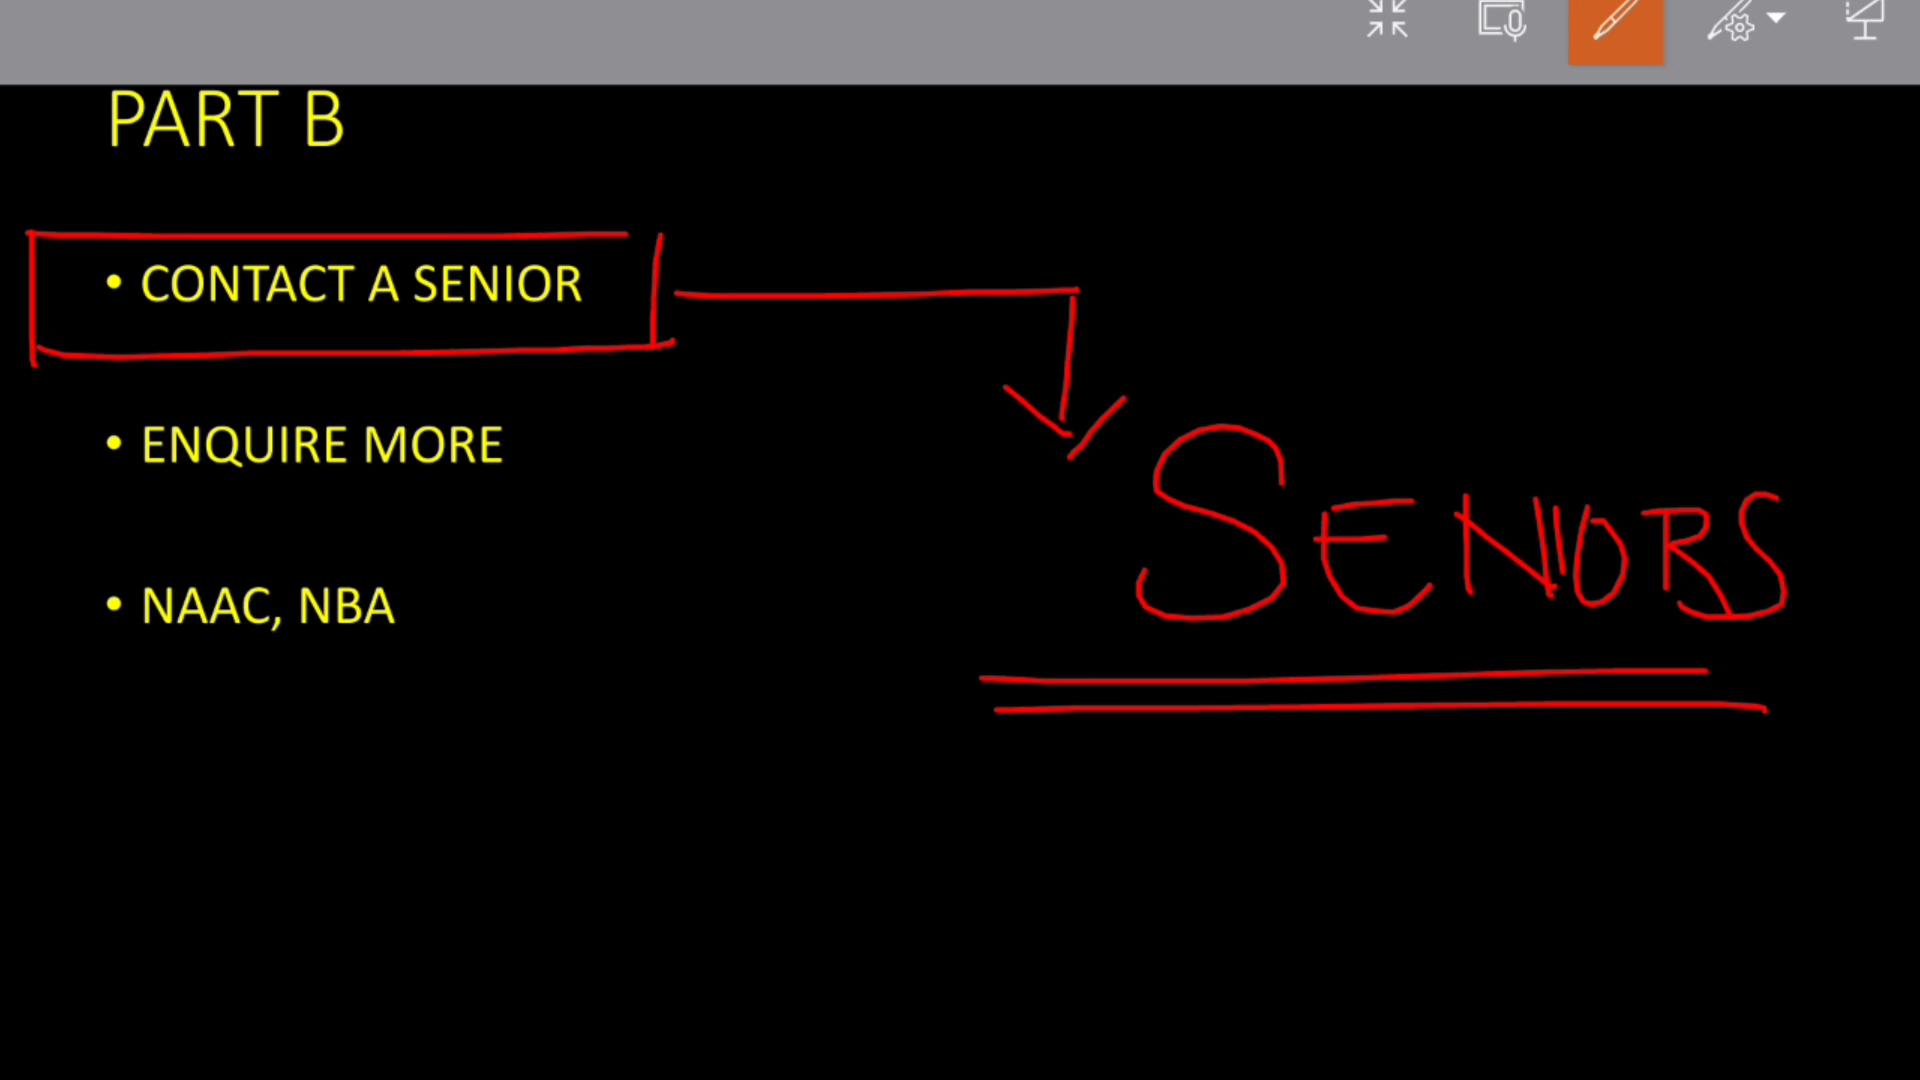 PART B
• CONTACT A SENIOR
SENIORS
• ENQUIRE MORE
• NAAC, NBA